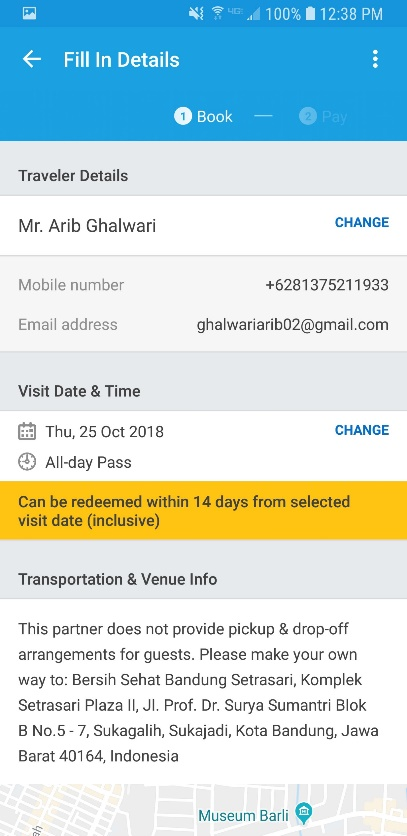 100% 12:38 PM
Fill In Details
1 Book — 2 Pay
Traveler Details
Mr. Arib Ghalwari CHANGE
Mobile number +6281375211933
Email address ghalwariarib02@gmail.com
Visit Date & Time
Thu, 25 Oct 2018 CHANGE
All-day Pass
Can be redeemed within 14 days from selected
visit date (inclusive)
Transportation & Venue Info
This partner does not provide pickup & drop-off
arrangements for guests. Please make your own
way to: Bersih Sehat Bandung Setrasari, Komplek
Setrasari Plaza II, Jl. Prof. Dr. Surya Sumantri Blok
B No.5 - 7, Sukagalih, Sukajadi, Kota Bandung, Jawa
Barat 40164, Indonesia
Museum Barli